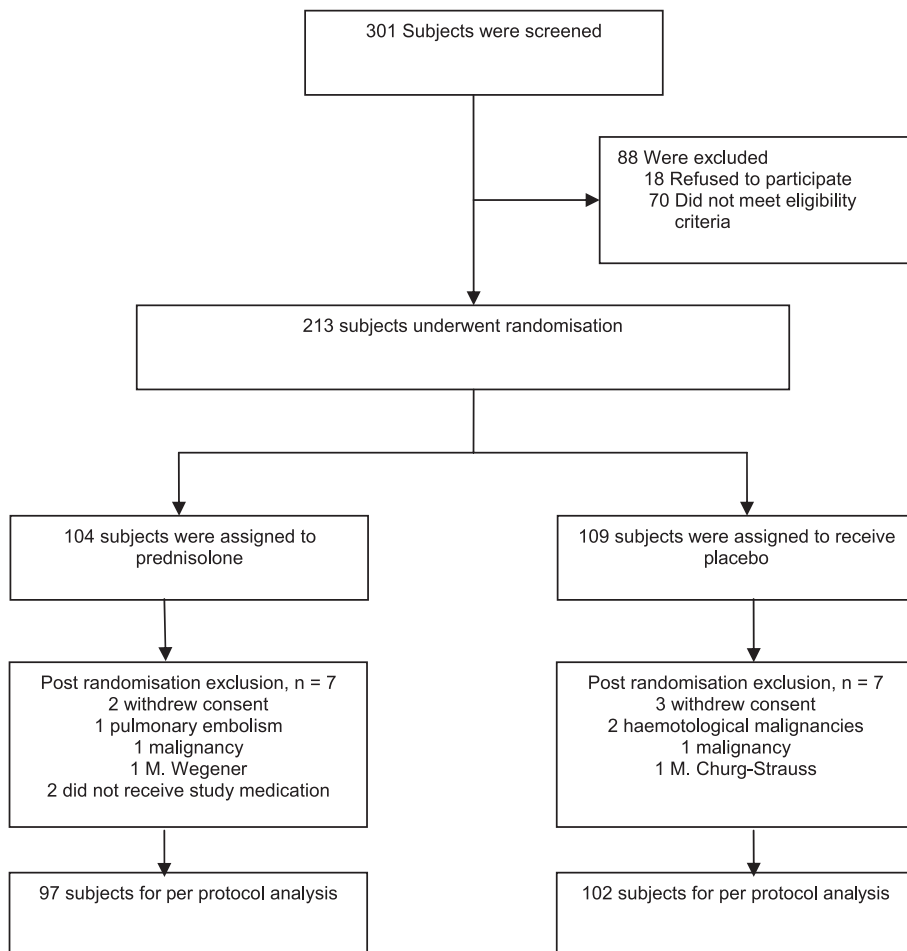 301 Subjects were screened
88 Were excluded
18 Refused to participate
70 Did not meet eligibility
criteria
213 subjects underwent randomisation
104 subjects were assigned to
prednisolone
109 subjects were assigned to receive
placebo
Post randomisation exclusion, n = 7
2 withdrew consent
1 pulmonary embolism
1 malignancy
1 M. Wegener
2 did not receive study medication
Post randomisation exclusion, n = 7
3 withdrew consent
2 haemotological malignancies
1 malignancy
1 M. Churg-Strauss
97 subjects for per protocol analysis
102 subjects for per protocol analysis